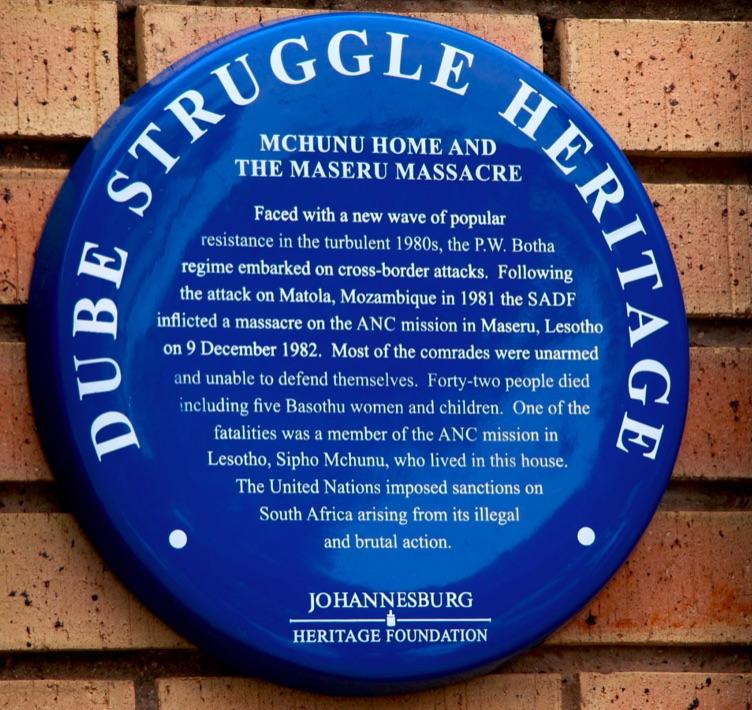 DUBE STRUGGLE HERITAGE
MCHUNU HOME AND
THE MASERU MASSACRE
Faced with a new wave of popular
resistance in the turbulent 1980s, the P.W. Botha
regime embarked on cross-border attacks. Following
the attack on Matola, Mozambique in 1981 the SADF
inflicted a massacre on the ANC mission in Maseru, Lesotho
on 9 December 1982. Most of the comrades were unarmed
and unable to defend themselves. Forty-two people died
including five Basothu women and children. One of the
fatalities was a member of the ANC mission in
Lesotho, Sipho Mchunu, who lived in this house.
The United Nations imposed sanctions on
South Africa arising from its illegal
and brutal action.
JOHANNESBURG
HERITAGE FOUNDATION